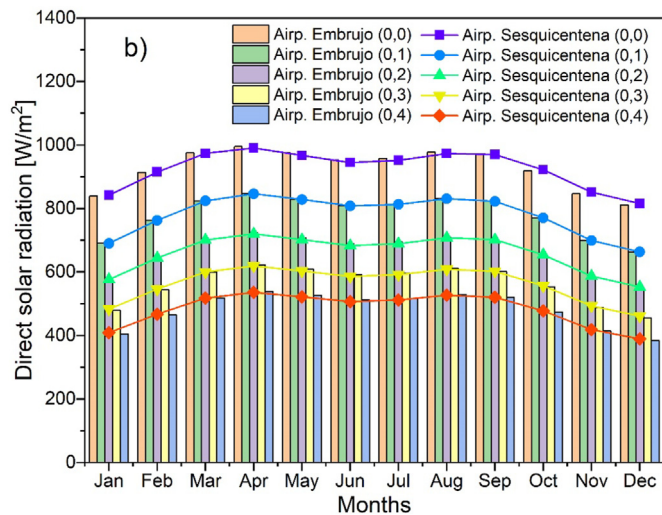 b)
Airp. Embrujo (0,0)
Airp. Embrujo (0,1)
Airp. Embrujo (0,2)
Airp. Embrujo (0,3)
Airp. Embrujo (0,4)
Airp. Sesquicentena (0,0)
Airp. Sesquicentena (0,1)
Airp. Sesquicentena (0,2)
Airp. Sesquicentena (0,3)
Airp. Sesquicentena (0,4)
Direct solar radiation [W/m²]
1400
1200
1000
800
600
400
200
0
Jan Feb Mar Apr May Jun Jul Aug Sep Oct Nov Dec
Months